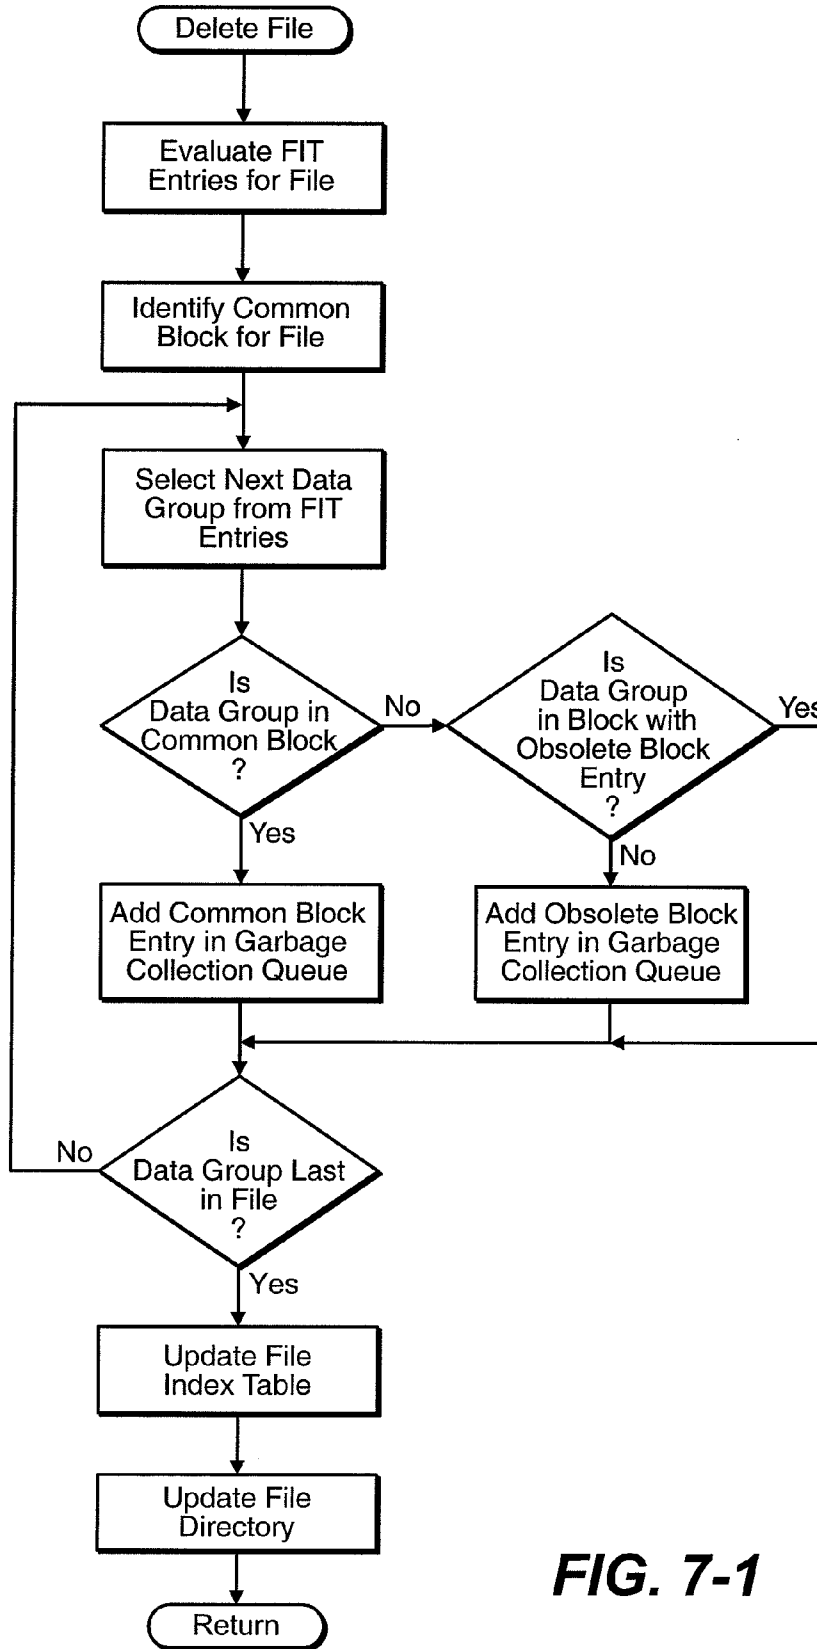 Delete File
Evaluate FIT
Entries for File
Identify Common
Block for File
Select Next Data
Group from FIT
Entries
Is
Data Group in
Common Block
?
No
Is
Data Group
in Block with
Obsolete Block
Entry
?
Yes
Yes
No
Add Common Block
Entry in Garbage
Collection Queue
Add Obsolete Block
Entry in Garbage
Collection Queue
No
Is
Data Group Last
in File
?
Yes
Update File
Index Table
Update File
Directory
Return
FIG. 7-1